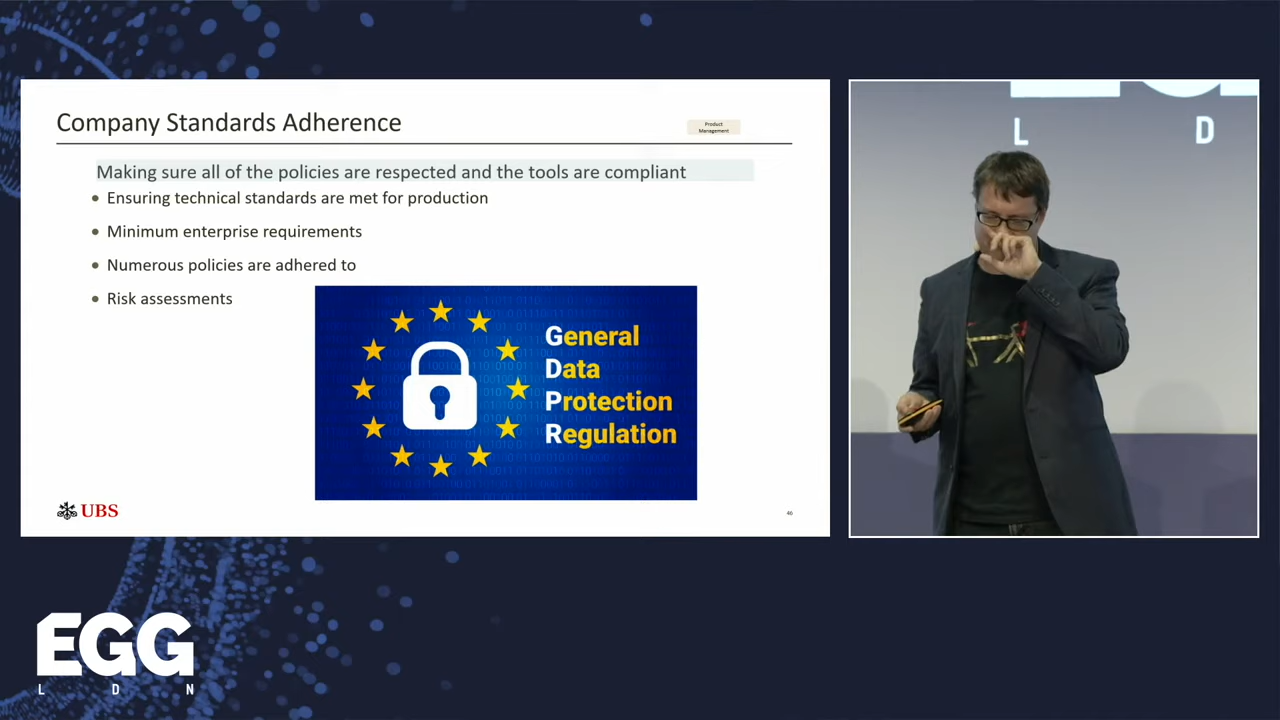 Company Standards Adherence
Product
Management
Making sure all of the policies are respected and the tools are compliant
Ensuring technical standards are met for production
Minimum enterprise requirements
Numerous policies are adhered to
Risk assessments
General
Data
Protection
Regulation
UBS
46
L D
EGG
L D N